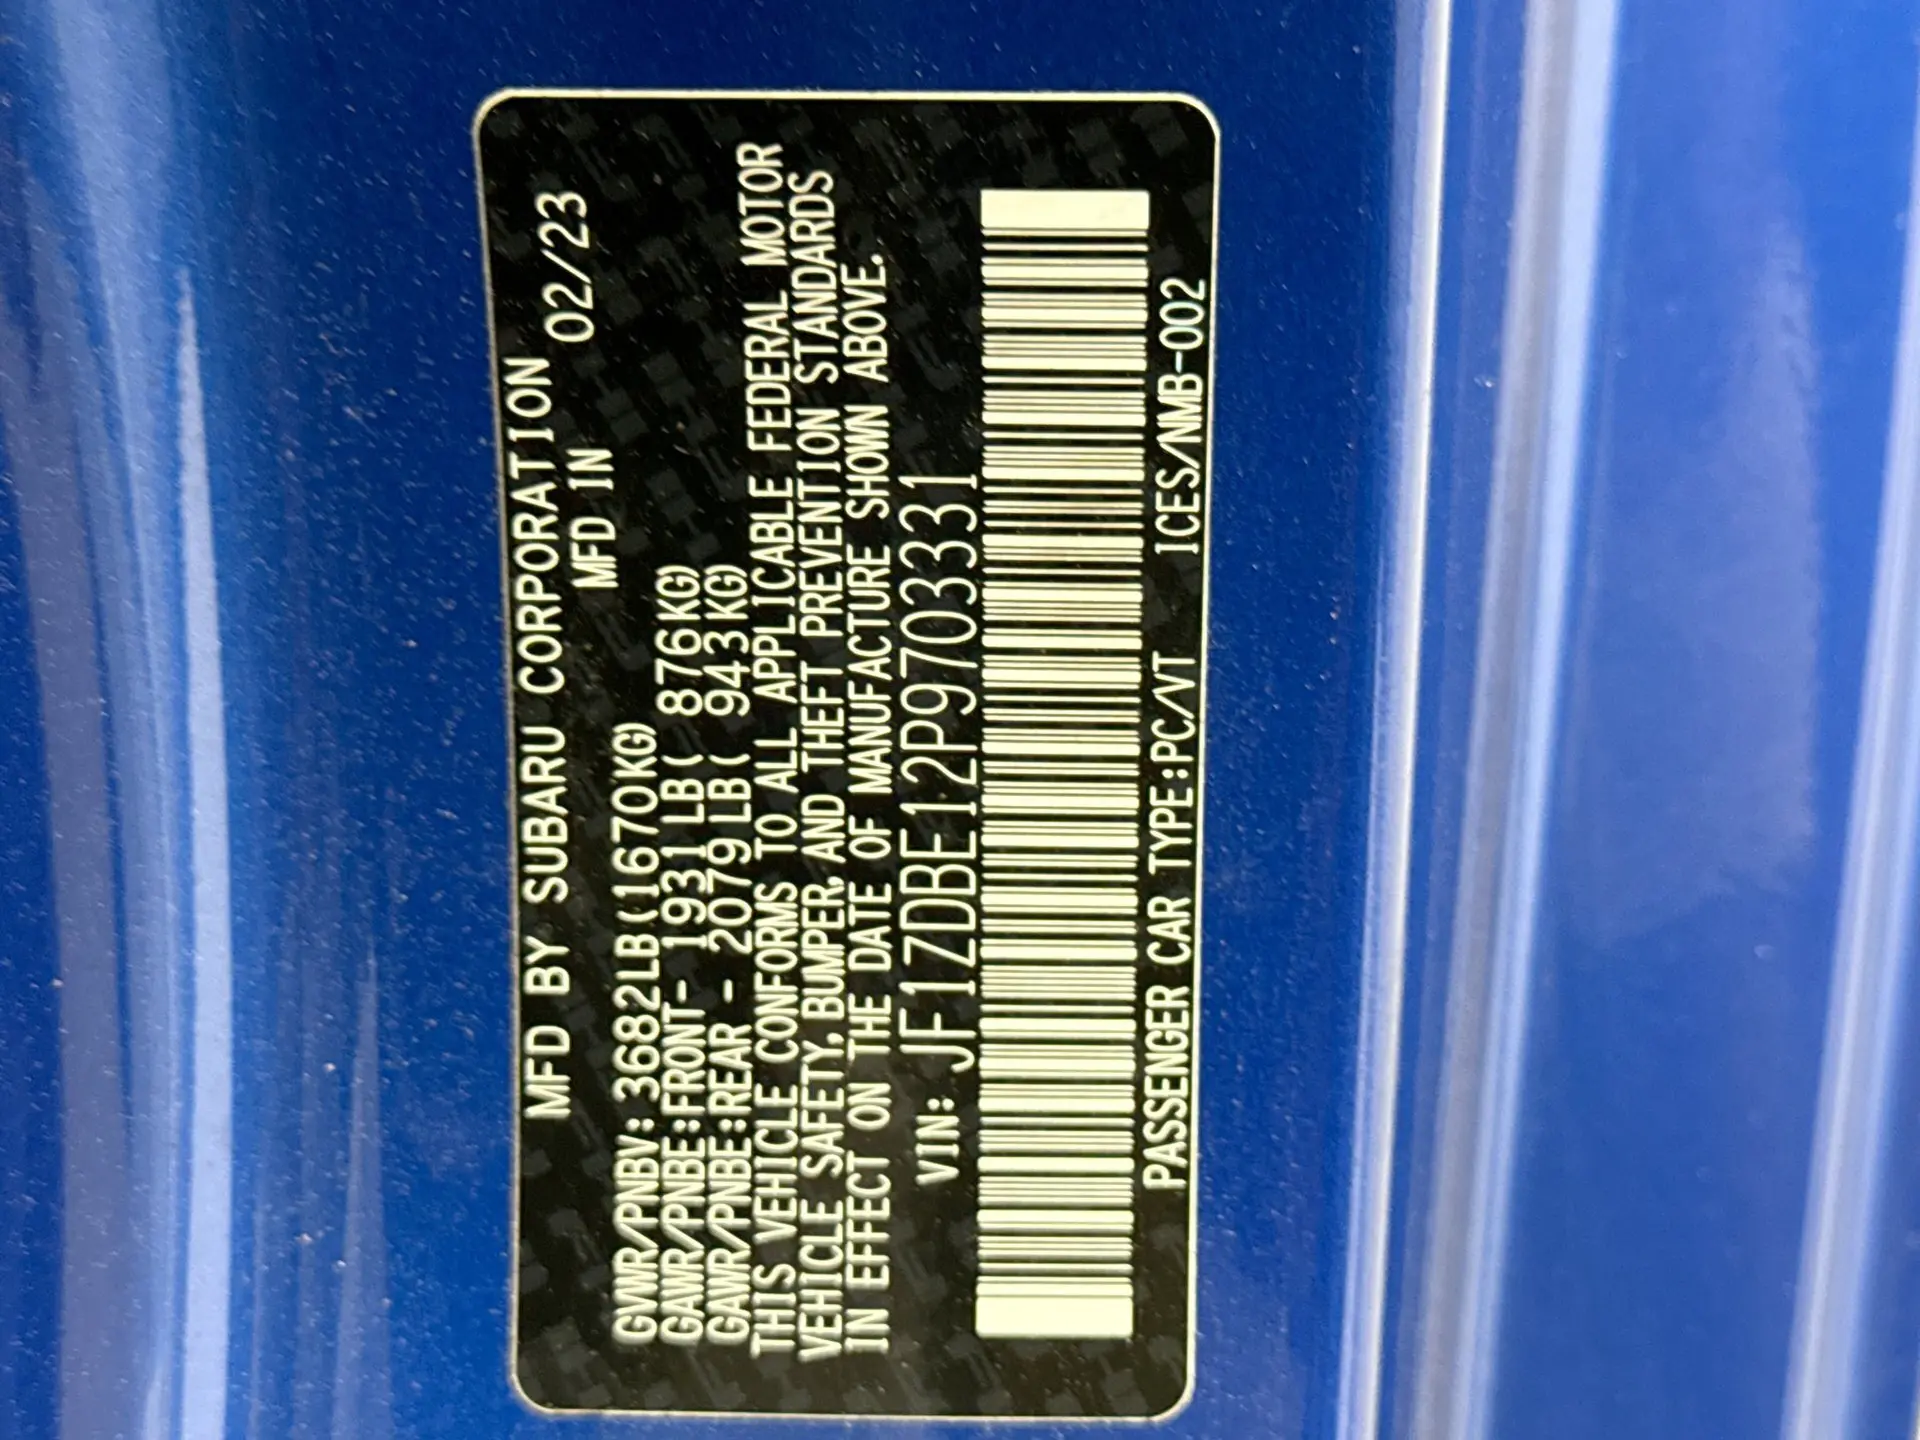 MFD BY SUBARU CORPORATION
MFD IN 02/23
GVWR/PNBV: 3682LB(1670KG)
GAWR/PNBE:FRONT- 1931LB( 876KG)
GAWR/PNBE:REAR - 2079LB( 943KG)
THIS VEHICLE CONFORMS TO ALL APPLICABLE FEDERAL MOTOR
VEHICLE SAFETY, BUMPER, AND THEFT PREVENTION STANDARDS
IN EFFECT ON THE DATE OF MANUFACTURE SHOWN ABOVE.
VIN: JF1ZDBE12P9703331
PASSENGER CAR TYPE:PC/VT ICES/NMB-002